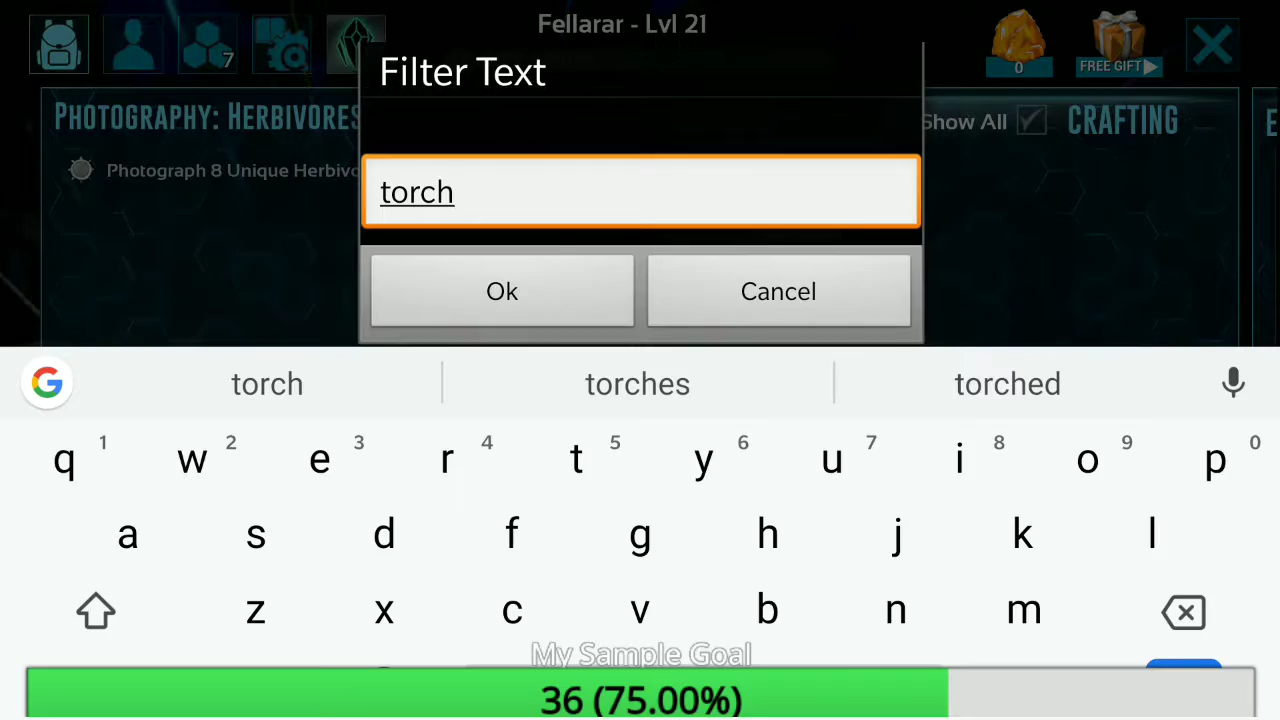 Fellarar - Lvl 21
7
0
FREE GIFT
Filter Text
PHOTOGRAPHY: HERBIVORES
Show All
CRAFTING
Photograph 8 Unique Herbivo
torch
Ok
Cancel
G
torch
torches
torched
q 1 w 2 e 3 r 4 t 5 y 6 u 7 i 8 o 9 p 0
a s d f g h j k l
z x c v b n m
My Sample Goal
36 (75.00%)